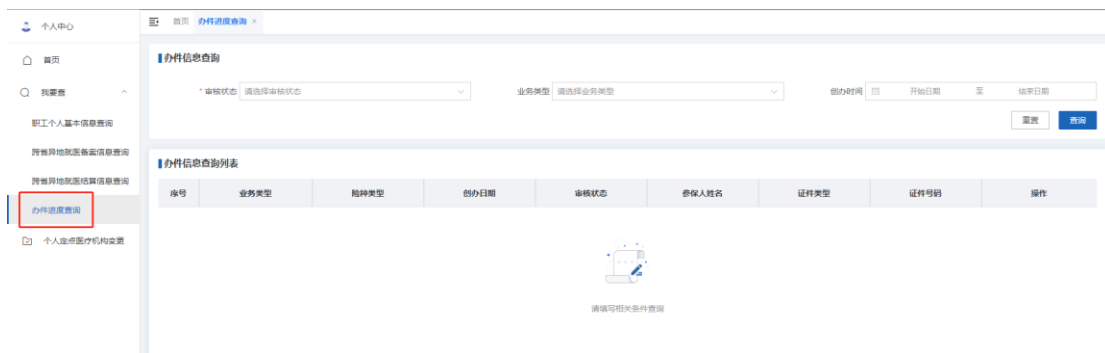 个人中心
首页
我要查
职工个人基本信息查询
跨省异地就医备案信息查询
跨省异地就医结算信息查询
办件进度查询
个人定点医疗机构变更
首页 办件进度查询 ×
办件信息查询
* 审核状态 请选择审核状态 业务类型 请选择业务类型 创办时间 开始日期 至 结束日期
重置 查询
办件信息查询列表
序号 业务类型 险种类型 创办日期 审核状态 参保人姓名 证件类型 证件号码 操作
请填写相关条件查询